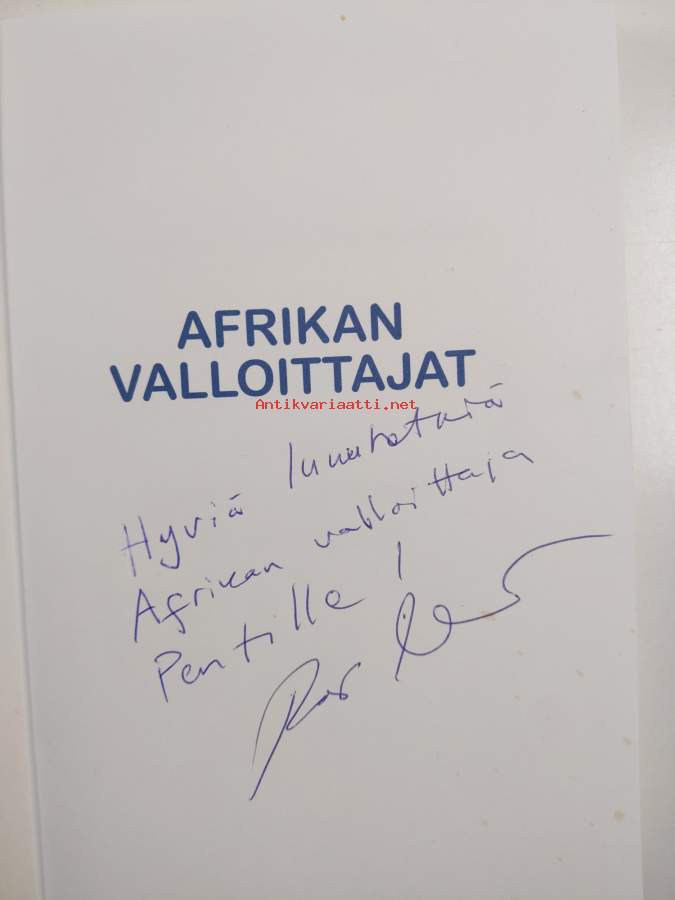 AFRIKAN
VALLOITTAJAT
Antikvariaatti.net
Hyviä lukuhetkiä
Afrikan valloittaja
Pentille!